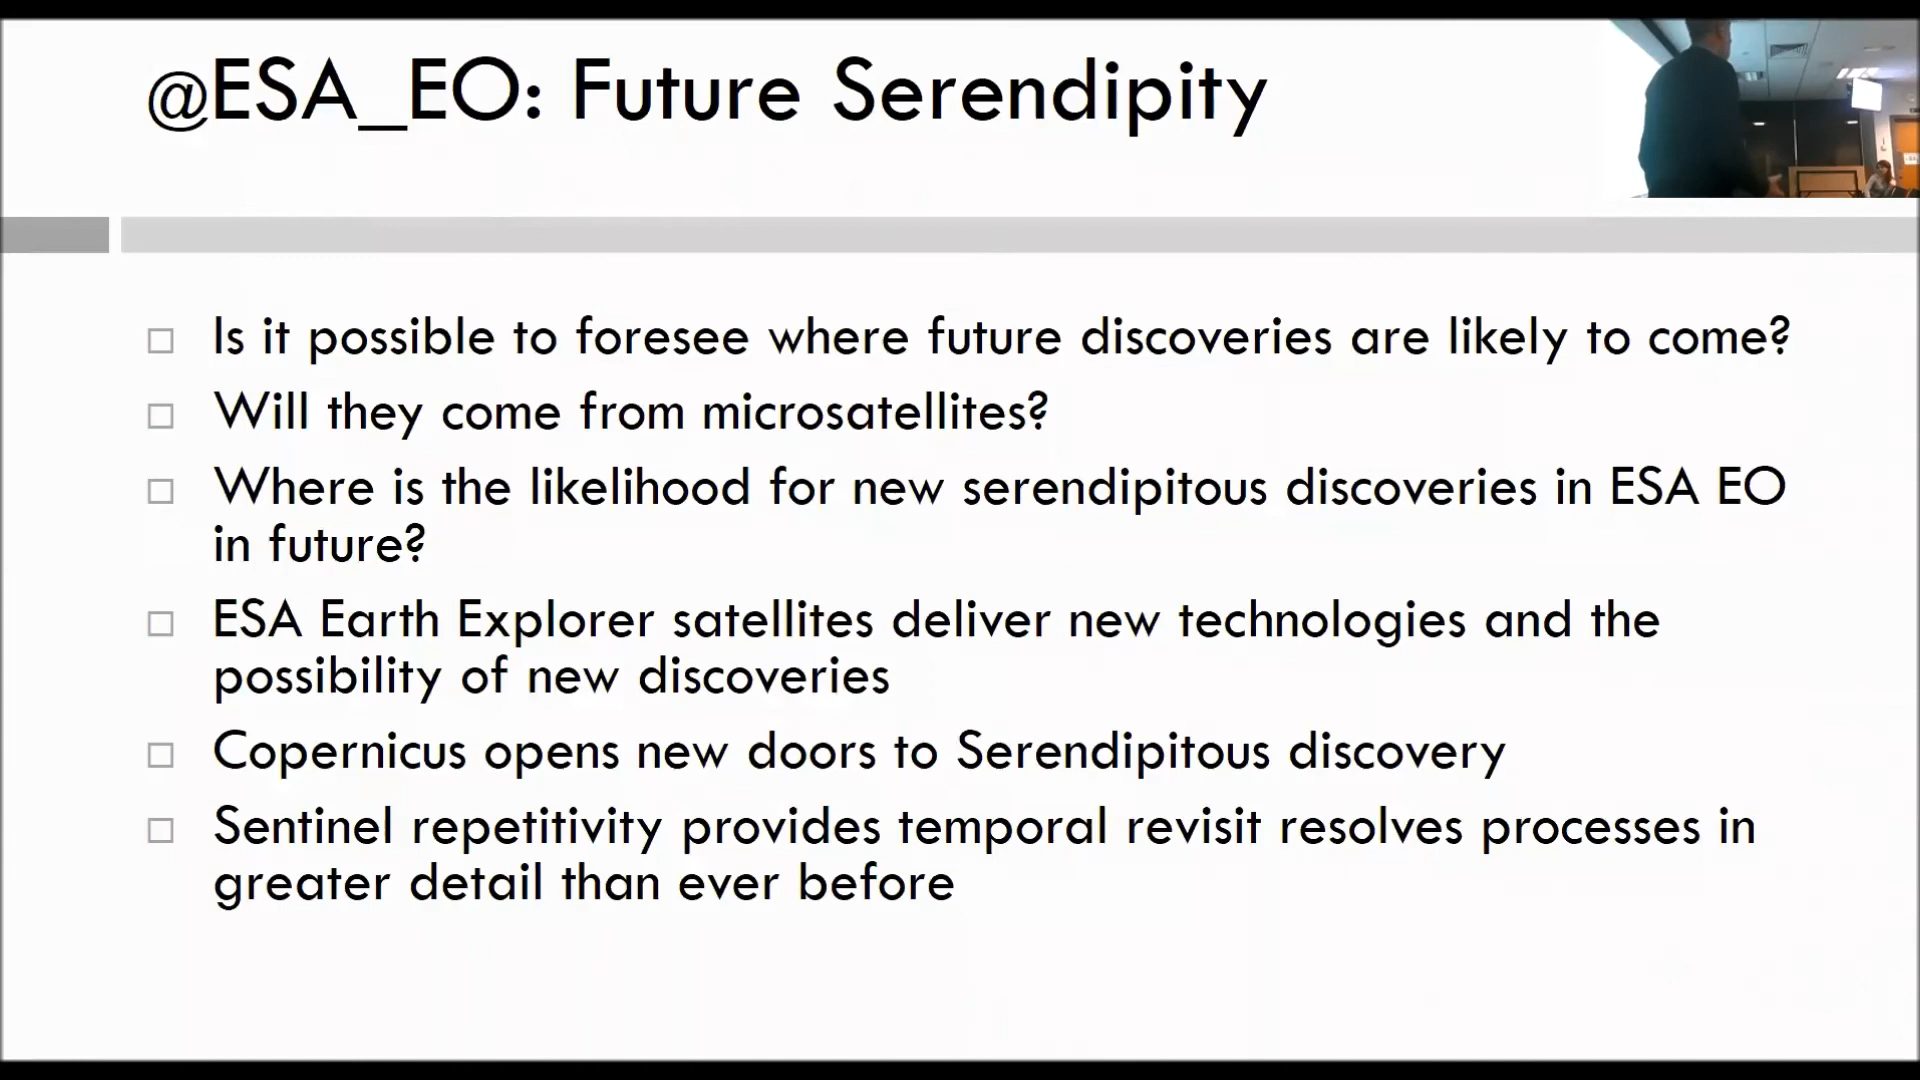 @ESA_EO: Future Serendipity
Is it possible to foresee where future discoveries are likely to come?
Will they come from microsatellites?
Where is the likelihood for new serendipitous discoveries in ESA EO
in future?
ESA Earth Explorer satellites deliver new technologies and the
possibility of new discoveries
Copernicus opens new doors to Serendipitous discovery
Sentinel repetitivity provides temporal revisit resolves processes in
greater detail than ever before